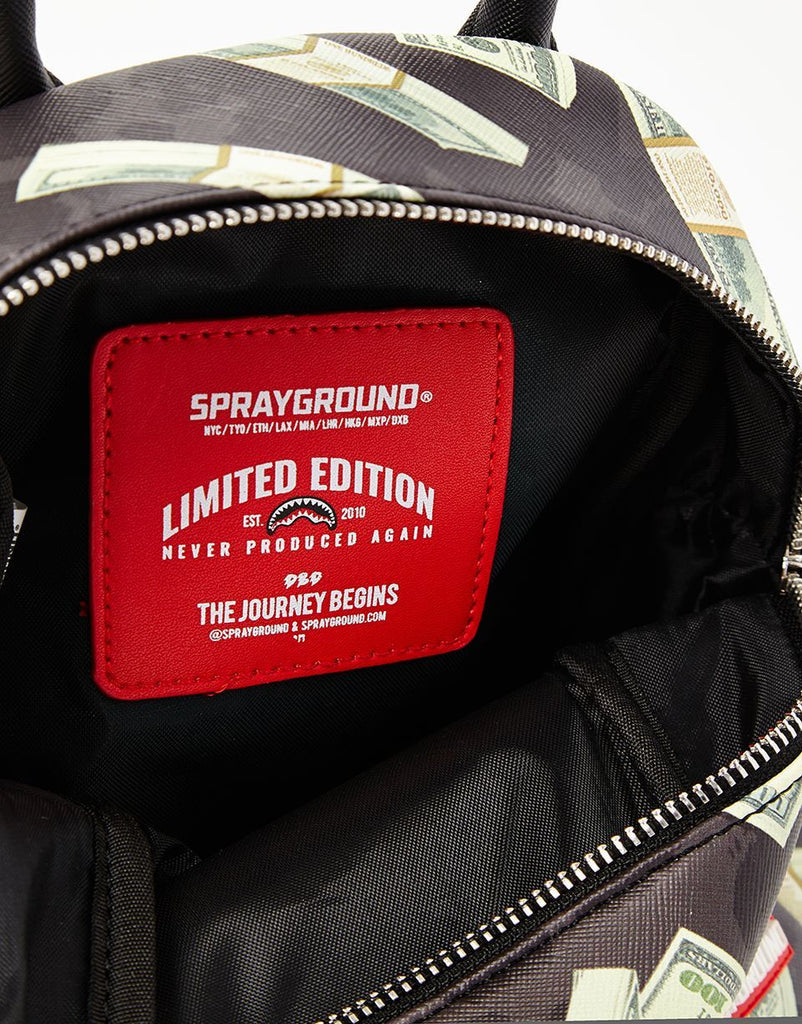 SPRAYGROUND®
NYC/TYO/ETH/LAX/MIA/LHR/HKG/MXP/DXB
LIMITED EDITION
EST. 2010
NEVER PRODUCED AGAIN
DBD
THE JOURNEY BEGINS
@SPRAYGROUND & SPRAYGROUND.COM